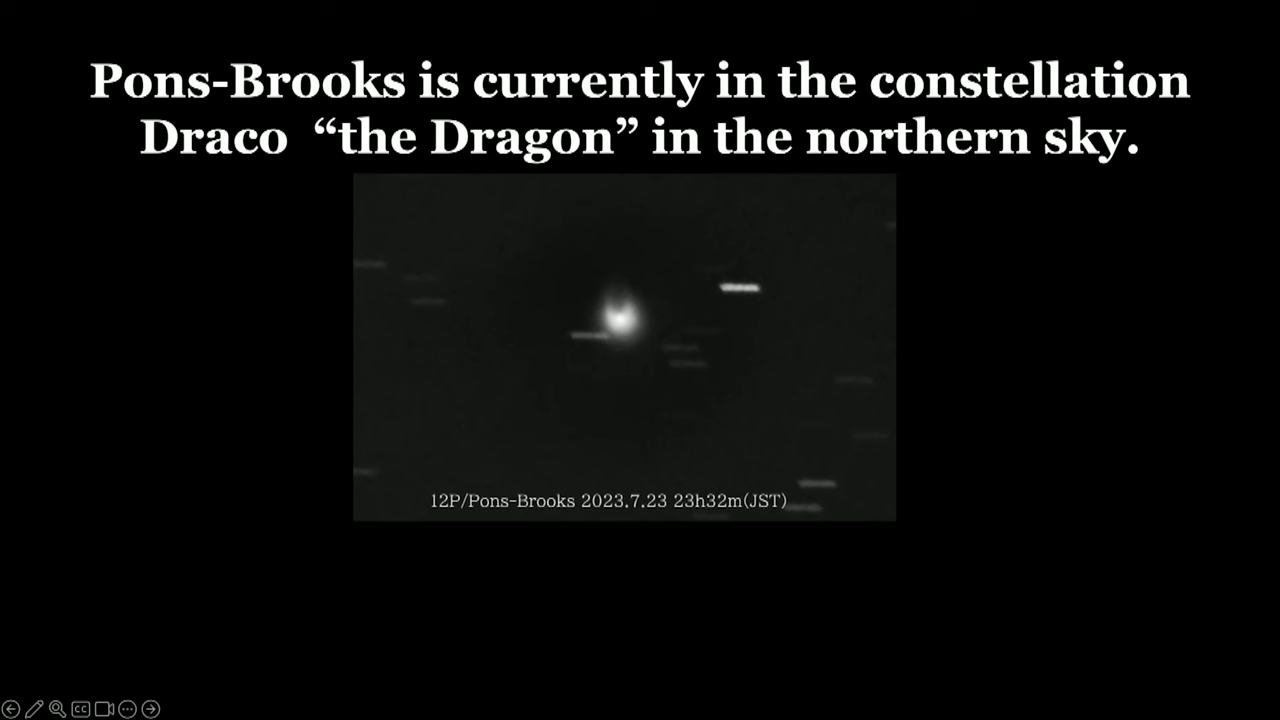 Pons-Brooks is currently in the constellation
Draco “the Dragon” in the northern sky.
12P/Pons-Brooks 2023.7.23 23h32m(JST)
CC